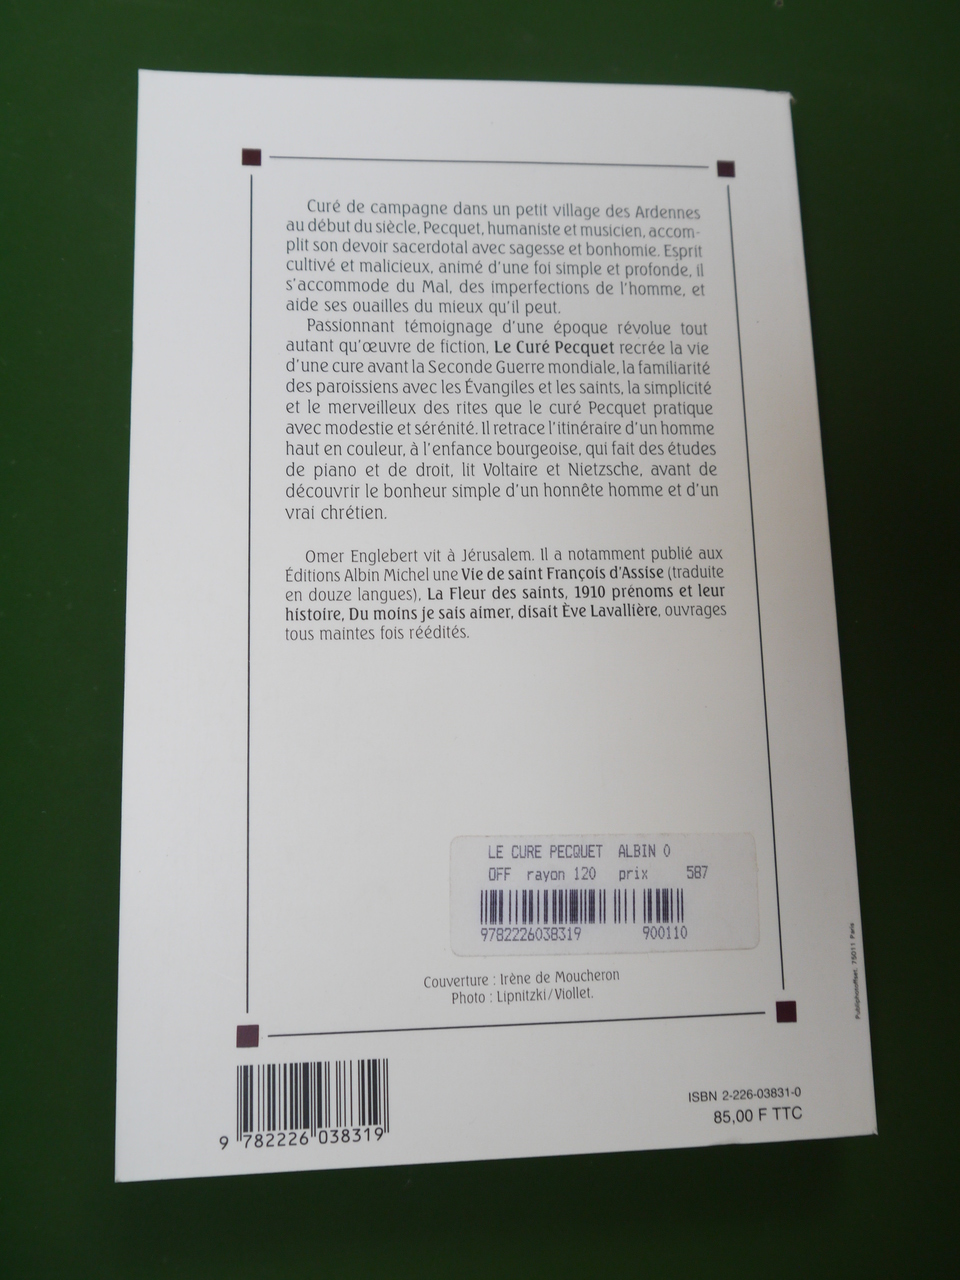 Curé de campagne dans un petit village des Ardennes
au début du siècle, Pecquet, humaniste et musicien, accom-
plit son devoir sacerdotal avec sagesse et bonhomie. Esprit
cultivé et malicieux, animé d'une foi simple et profonde, il
s'accommode du Mal, des imperfections de l'homme, et
aide ses ouailles du mieux qu'il peut.
Passionnant témoignage d'une époque révolue tout
autant qu'œuvre de fiction, Le Curé Pecquet recrée la vie
d'une cure avant la Seconde Guerre mondiale, la familiarité
des paroissiens avec les Évangiles et les saints, la simplicité
et le merveilleux des rites que le curé Pecquet pratique
avec modestie et sérénité. Il retrace l'itinéraire d'un homme
haut en couleur, à l'enfance bourgeoise, qui fait des études
de piano et de droit, lit Voltaire et Nietzsche, avant de
découvrir le bonheur simple d'un honnête homme et d'un
vrai chrétien.
Omer Englebert vit à Jérusalem. Il a notamment publié aux
Éditions Albin Michel une Vie de saint François d'Assise (traduite
en douze langues), La Fleur des saints, 1910 prénoms et leur
histoire, Du moins je sais aimer, disait Ève Lavallière, ouvrages
tous maintes fois réédités.
LE CURE PECQUET ALBIN O
OFF rayon 120 prix 587
9782226038319 900110
Couverture : Irène de Moucheron
Photo : Lipnitzki/Viollet.
Publiphotoffset, 75011 Paris
ISBN 2-226-03831-0
85,00 F TTC
9 782226 038319